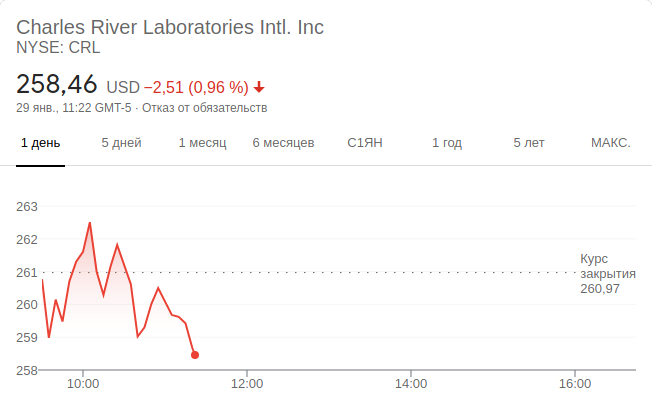 Charles River Laboratories Intl. Inc
NYSE: CRL
258,46 USD −2,51 (0,96 %)
29 янв., 11:22 GMT-5 · Отказ от обязательств
1 день 5 дней 1 месяц 6 месяцев С1ЯН 1 год 5 лет МАКС.
263
262
261
260
259
258
Курс
закрытия
260,97
10:00 12:00 14:00 16:00